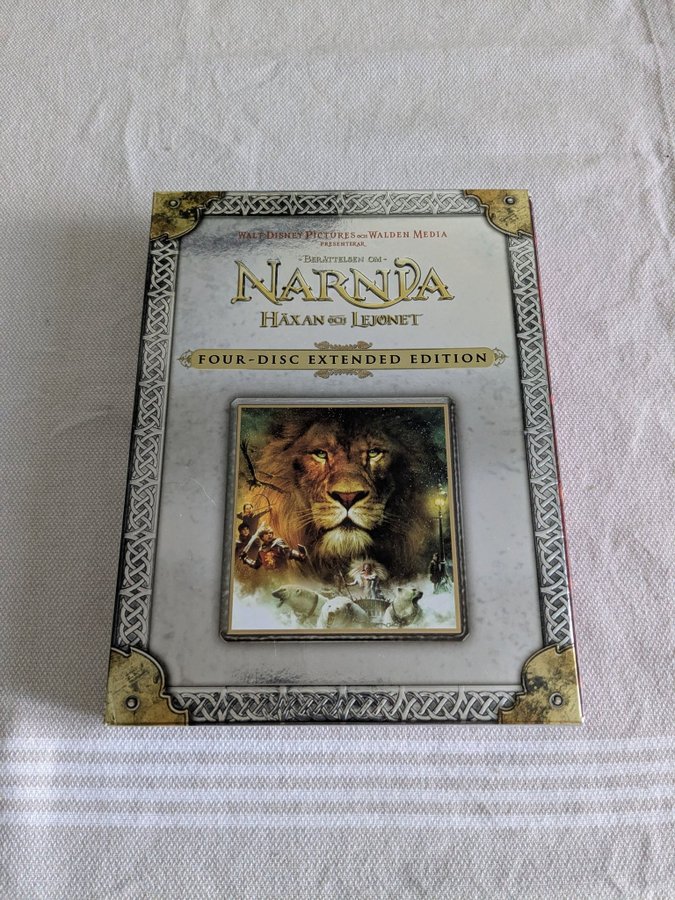 WALT DISNEY PICTURES OCH WALDEN MEDIA
PRESENTERAR
- BERÄTTELSEN OM -
NARNIA
HÄXAN OCH LEJONET
FOUR-DISC EXTENDED EDITION